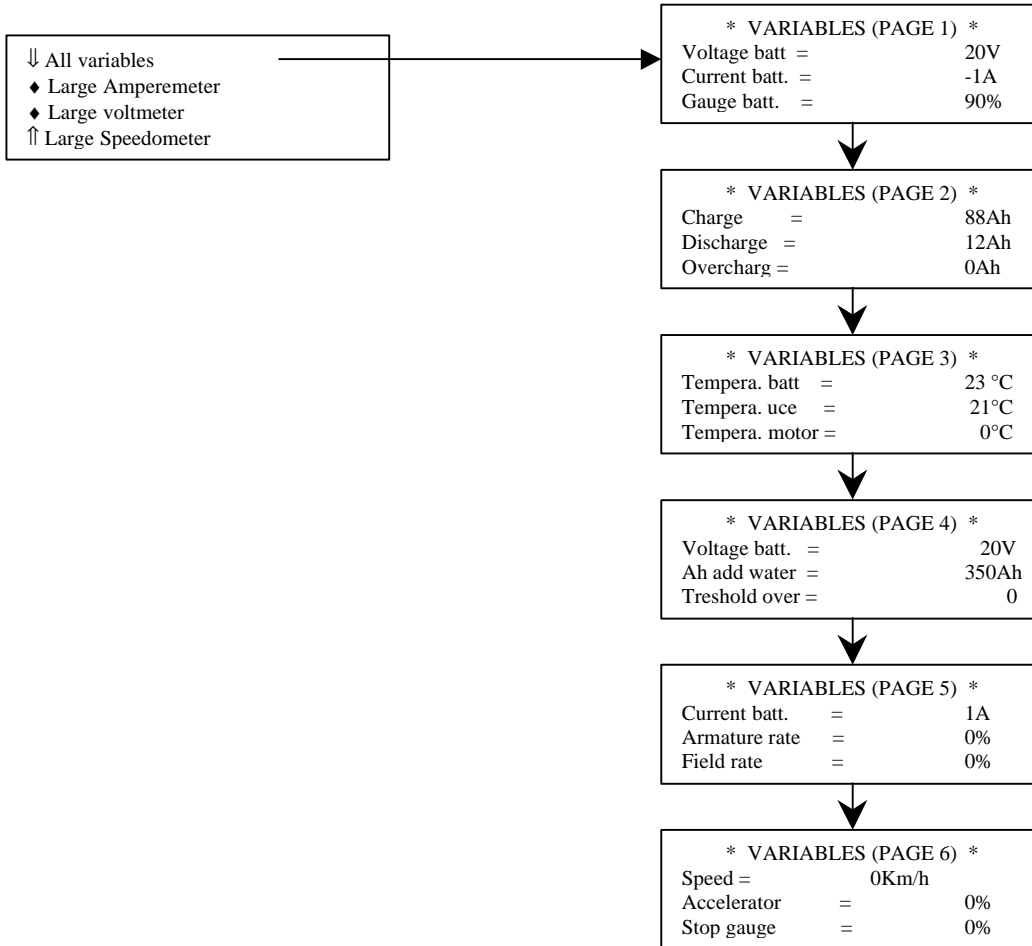 ⇓ All variables
♦ Large Amperemeter
♦ Large voltmeter
⇑ Large Speedometer
* VARIABLES (PAGE 1) *
Voltage batt = 20V
Current batt. = -1A
Gauge batt. = 90%
* VARIABLES (PAGE 2) *
Charge = 88Ah
Discharge = 12Ah
Overcharg = 0Ah
* VARIABLES (PAGE 3) *
Tempera. batt = 23 °C
Tempera. uce = 21°C
Tempera. motor = 0°C
* VARIABLES (PAGE 4) *
Voltage batt. = 20V
Ah add water = 350Ah
Treshold over = 0
* VARIABLES (PAGE 5) *
Current batt. = 1A
Armature rate = 0%
Field rate = 0%
* VARIABLES (PAGE 6) *
Speed = 0Km/h
Accelerator = 0%
Stop gauge = 0%